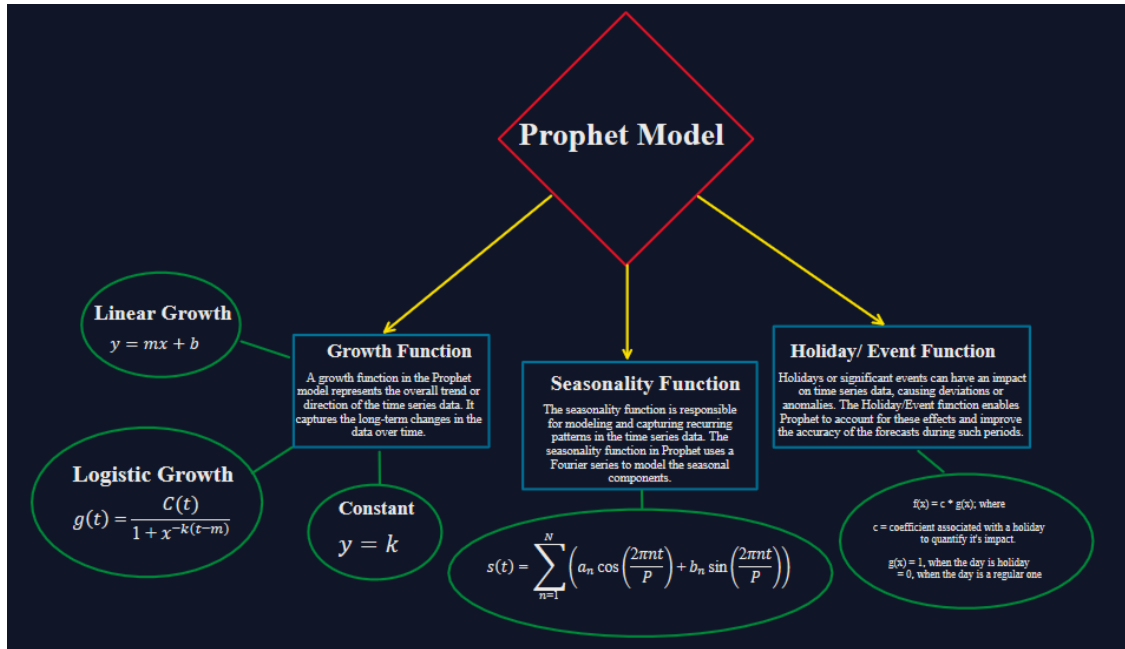 Prophet Model
Linear Growth
y = mx + b
Growth Function
A growth function in the Prophet
model represents the overall trend or
direction of the time series data. It
captures the long-term changes in the
data over time.
Logistic Growth
g(t) = C(t) / (1 + x^{-k(t-m)})
Constant
y = k
Seasonality Function
The seasonality function is responsible
for modeling and capturing recurring
patterns in the time series data. The
seasonality function in Prophet uses a
Fourier series to model the seasonal
components.
s(t) = \sum_{n=1}^{N} (a_n cos(2πnt/P) + b_n sin(2πnt/P))
Holiday/ Event Function
Holidays or significant events can have an impact
on time series data, causing deviations or
anomalies. The Holiday/Event function enables
Prophet to account for these effects and improve
the accuracy of the forecasts during such periods.
f(x) = c * g(x); where
c = coefficient associated with a holiday
to quantify it's impact.
g(x) = 1, when the day is holiday
= 0, when the day is a regular one